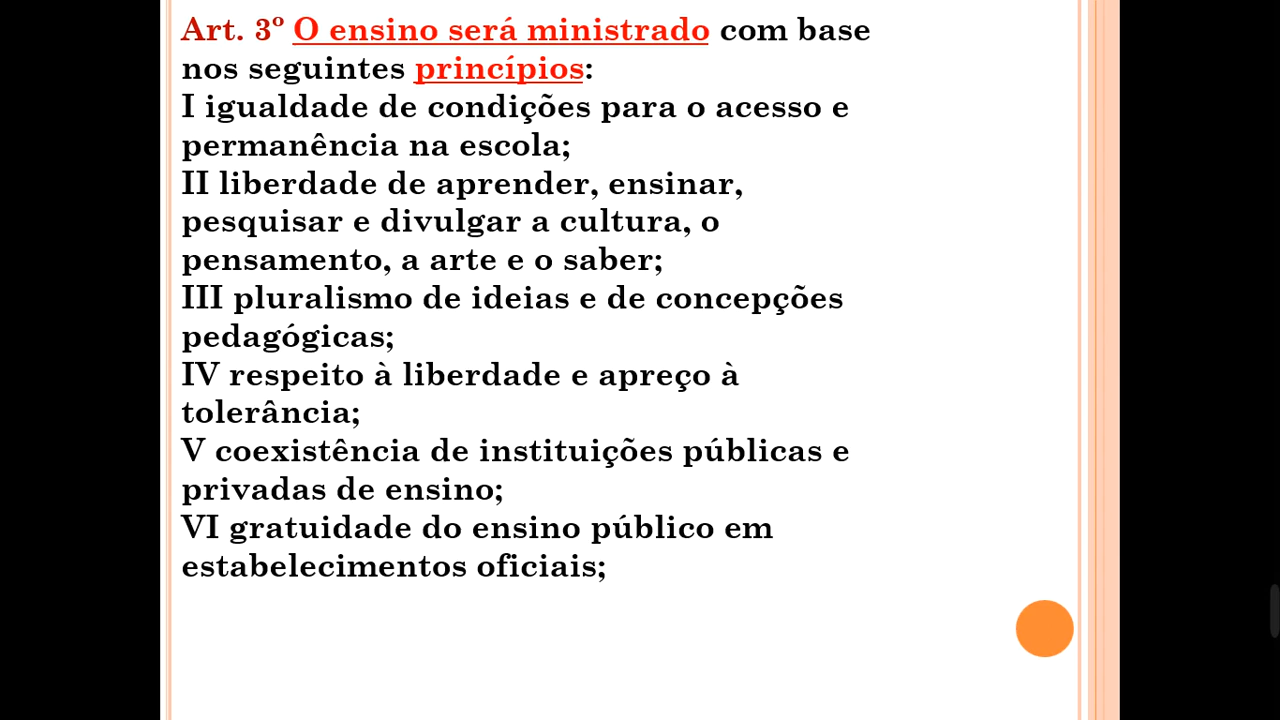 Art. 3º O ensino será ministrado com base
nos seguintes princípios:
I igualdade de condições para o acesso e
permanência na escola;
II liberdade de aprender, ensinar,
pesquisar e divulgar a cultura, o
pensamento, a arte e o saber;
III pluralismo de ideias e de concepções
pedagógicas;
IV respeito à liberdade e apreço à
tolerância;
V coexistência de instituições públicas e
privadas de ensino;
VI gratuidade do ensino público em
estabelecimentos oficiais;